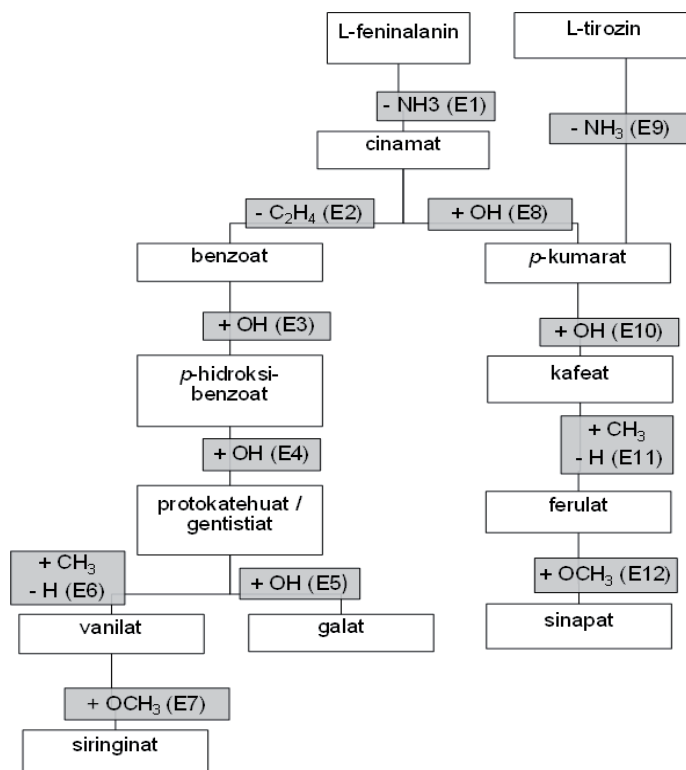 L-feninalanin
L-tirozin
- NH3 (E1)
- NH₃ (E9)
cinamat
- C₂H₄ (E2)
+ OH (E8)
benzoat
p-kumarat
+ OH (E3)
+ OH (E10)
p-hidroksi-
benzoat
kafeat
+ CH₃
- H (E11)
+ OH (E4)
protokatehuat /
gentistiat
ferulat
+ CH₃
- H (E6)
+ OH (E5)
+ OCH₃ (E12)
vanilat
galat
sinapat
+ OCH₃ (E7)
siringinat